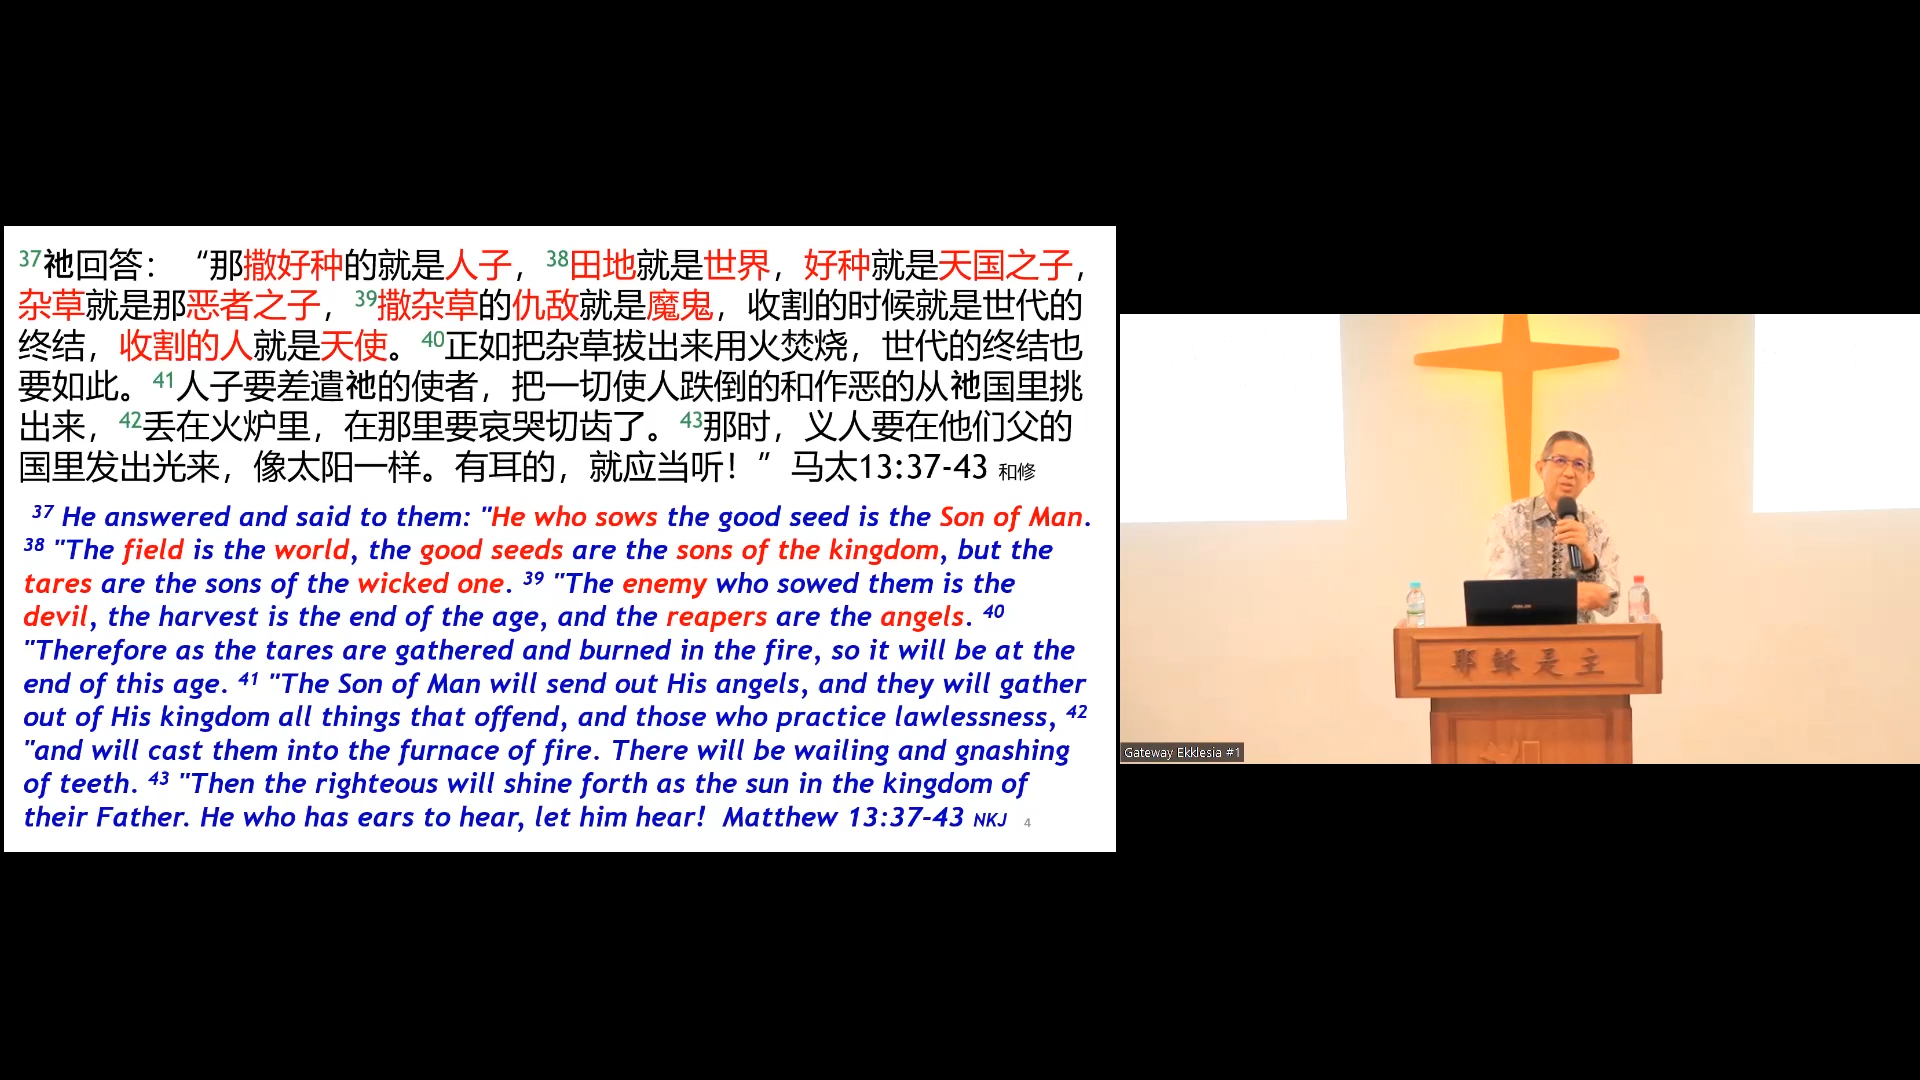 37祂回答：“那撒好种的就是人子，38田地就是世界，好种就是天国之子，
杂草就是那恶者之子，39撒杂草的仇敌就是魔鬼，收割的时候就是世代的
终结，收割的人就是天使。40正如把杂草拔出来用火焚烧，世代的终结也
要如此。41人子要差遣祂的使者，把一切使人跌倒的和作恶的从祂国里挑
出来，42丢在火炉里，在那里要哀哭切齿了。43那时，义人要在他们父的
国里发出光来，像太阳一样。有耳的，就应当听！”马太13:37-43 和修
37 He answered and said to them: "He who sows the good seed is the Son of Man.
38 "The field is the world, the good seeds are the sons of the kingdom, but the
tares are the sons of the wicked one. 39 "The enemy who sowed them is the
devil, the harvest is the end of the age, and the reapers are the angels. 40
"Therefore as the tares are gathered and burned in the fire, so it will be at the
end of this age. 41 "The Son of Man will send out His angels, and they will gather
out of His kingdom all things that offend, and those who practice lawlessness, 42
"and will cast them into the furnace of fire. There will be wailing and gnashing
of teeth. 43 "Then the righteous will shine forth as the sun in the kingdom of
their Father. He who has ears to hear, let him hear! Matthew 13:37-43 NKJ 4
ASUS
耶穌是主
Gateway Ekklesia #1